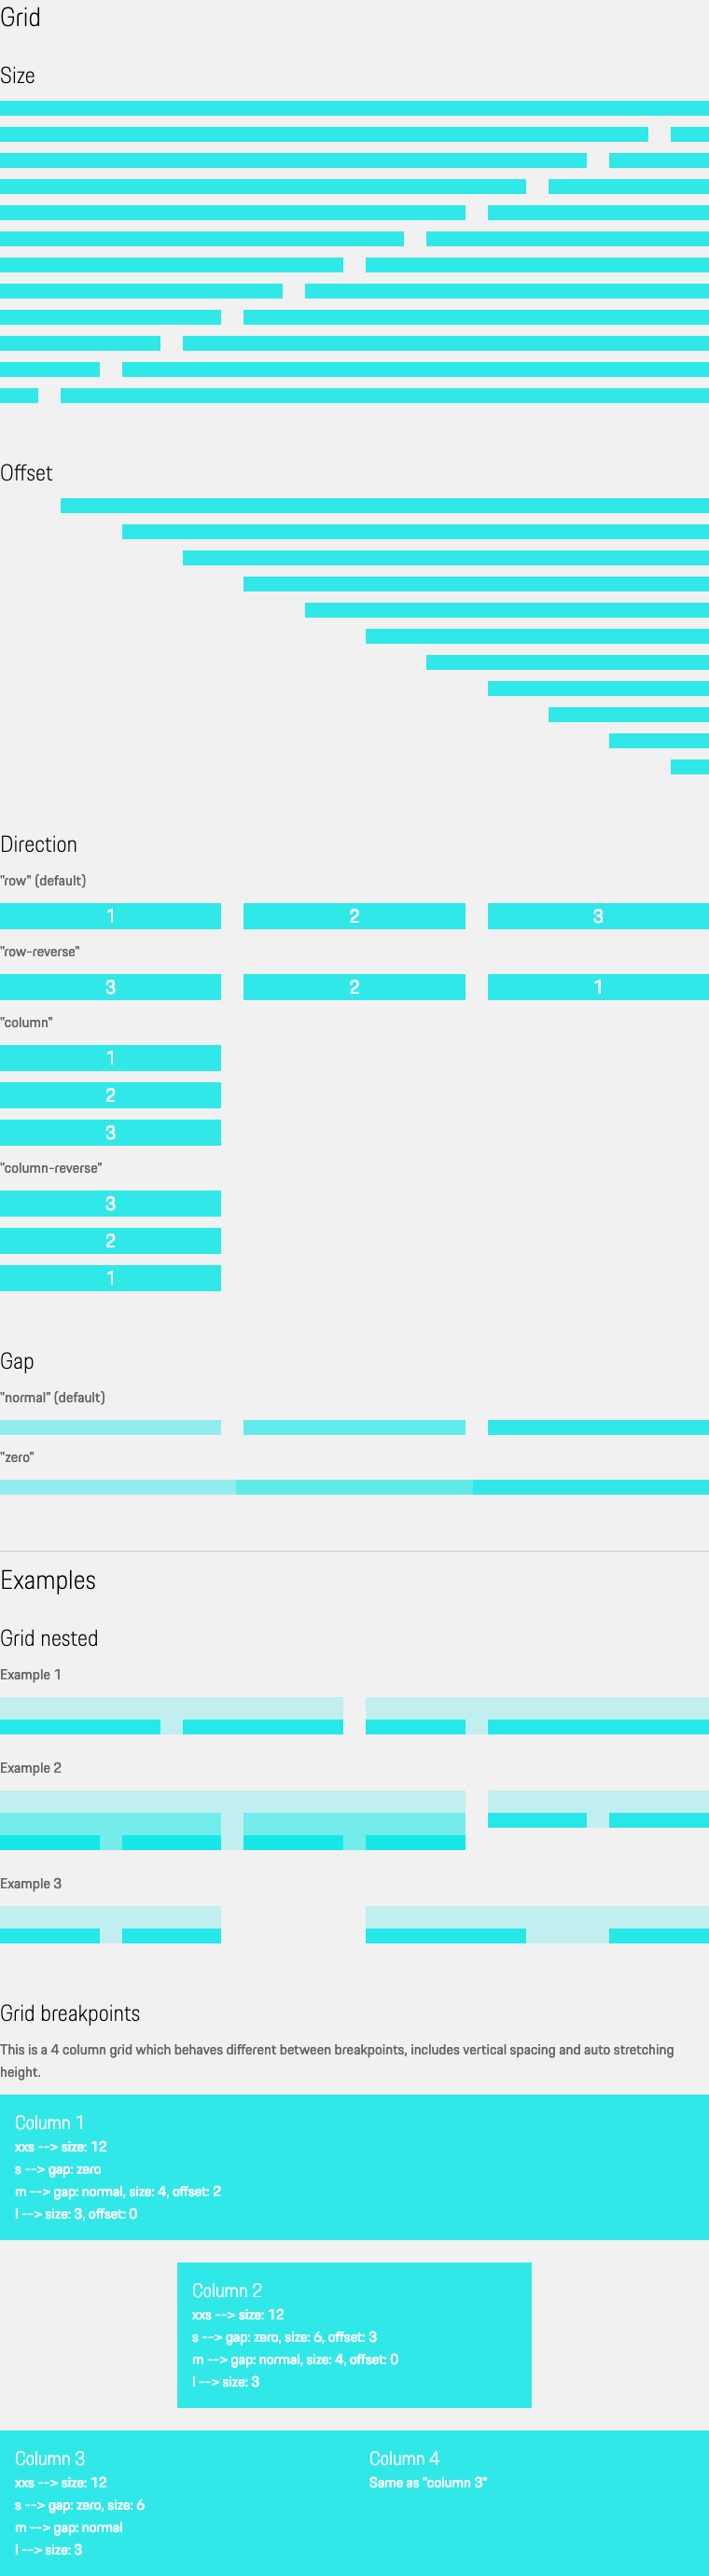 Grid
Size
Offset
Direction
"row" (default)
1 2 3
"row-reverse"
3 2 1
"column"
1
2
3
"column-reverse"
3
2
1
Gap
"normal" (default)
"zero"
Examples
Grid nested
Example 1
Example 2
Example 3
Grid breakpoints
This is a 4 column grid which behaves different between breakpoints, includes vertical spacing and auto stretching
height.
Column 1
xxs --> size: 12
s --> gap: zero
m --> gap: normal, size: 4, offset: 2
l --> size: 3, offset: 0
Column 2
xxs --> size: 12
s --> gap: zero, size: 6, offset: 3
m --> gap: normal, size: 4, offset: 0
l --> size: 3
Column 3
xxs --> size: 12
s --> gap: zero, size: 6
m --> gap: normal
l --> size: 3
Column 4
Same as "column 3"